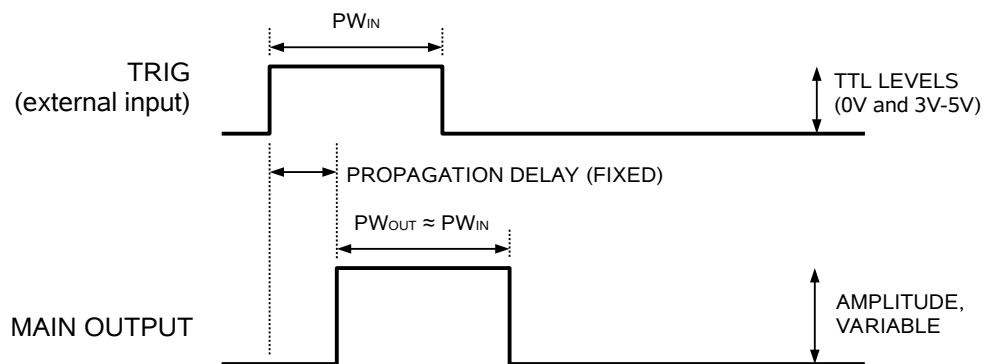 PWIN
TRIG
(external input)
TTL LEVELS
(0V and 3V-5V)
PROPAGATION DELAY (FIXED)
PWOUT ≈ PWIN
MAIN OUTPUT
AMPLITUDE,
VARIABLE